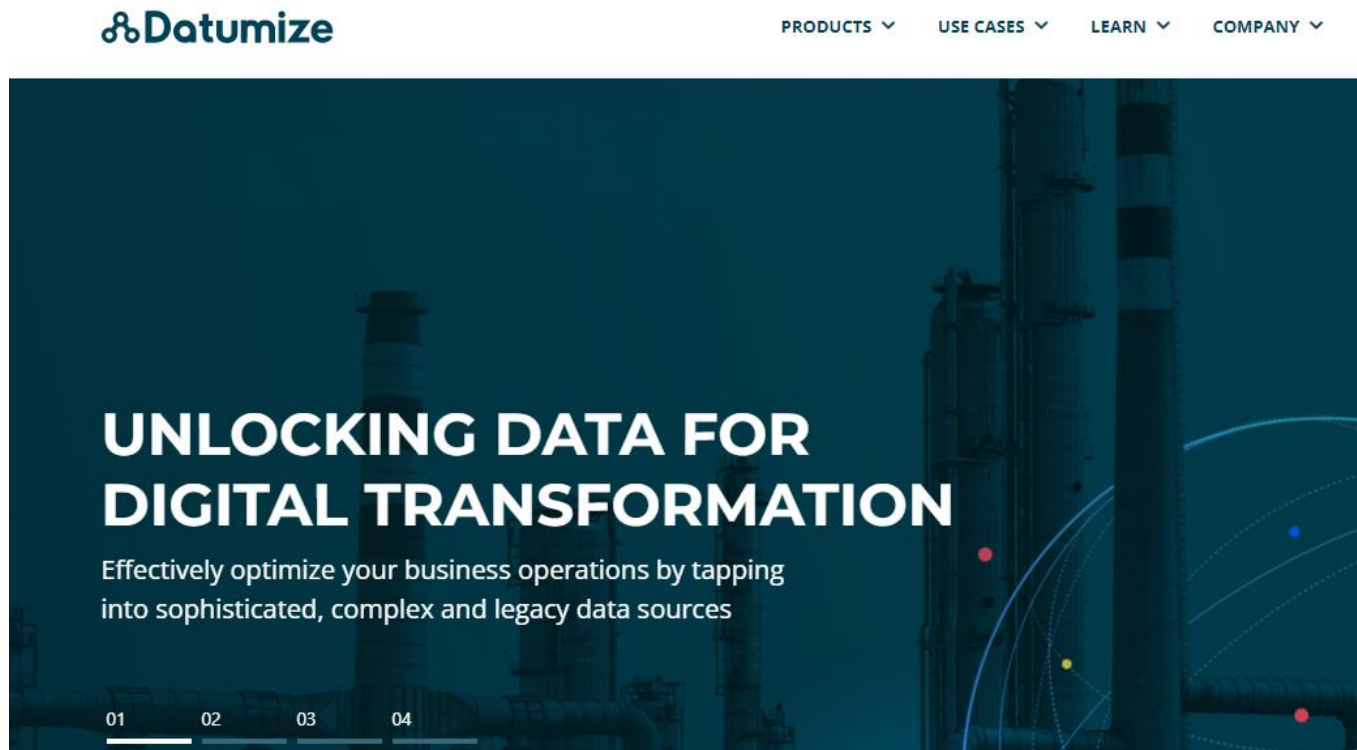 Datumize
PRODUCTS
USE CASES
LEARN
COMPANY
UNLOCKING DATA FOR
DIGITAL TRANSFORMATION
Effectively optimize your business operations by tapping
into sophisticated, complex and legacy data sources
01
02
03
04